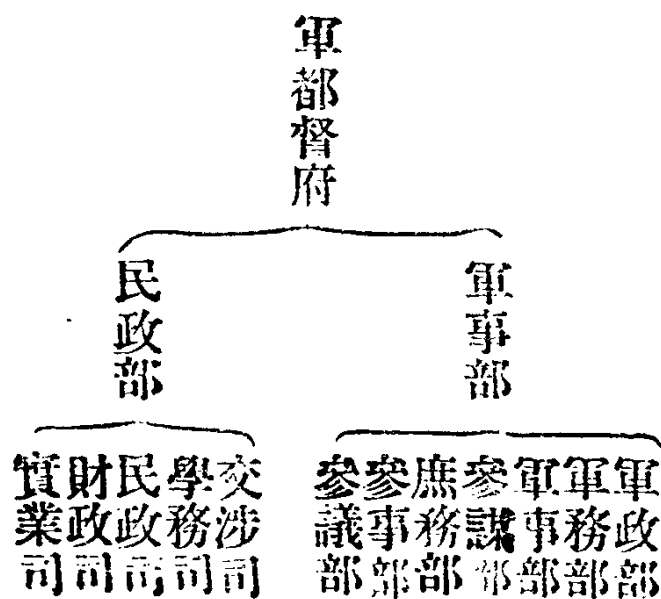 軍都督府
軍事部
民政部
軍政部
軍務部
軍事部
參謀部
庶務部
參事部
參議部
交涉司
學務司
民政司
財政司
實業司